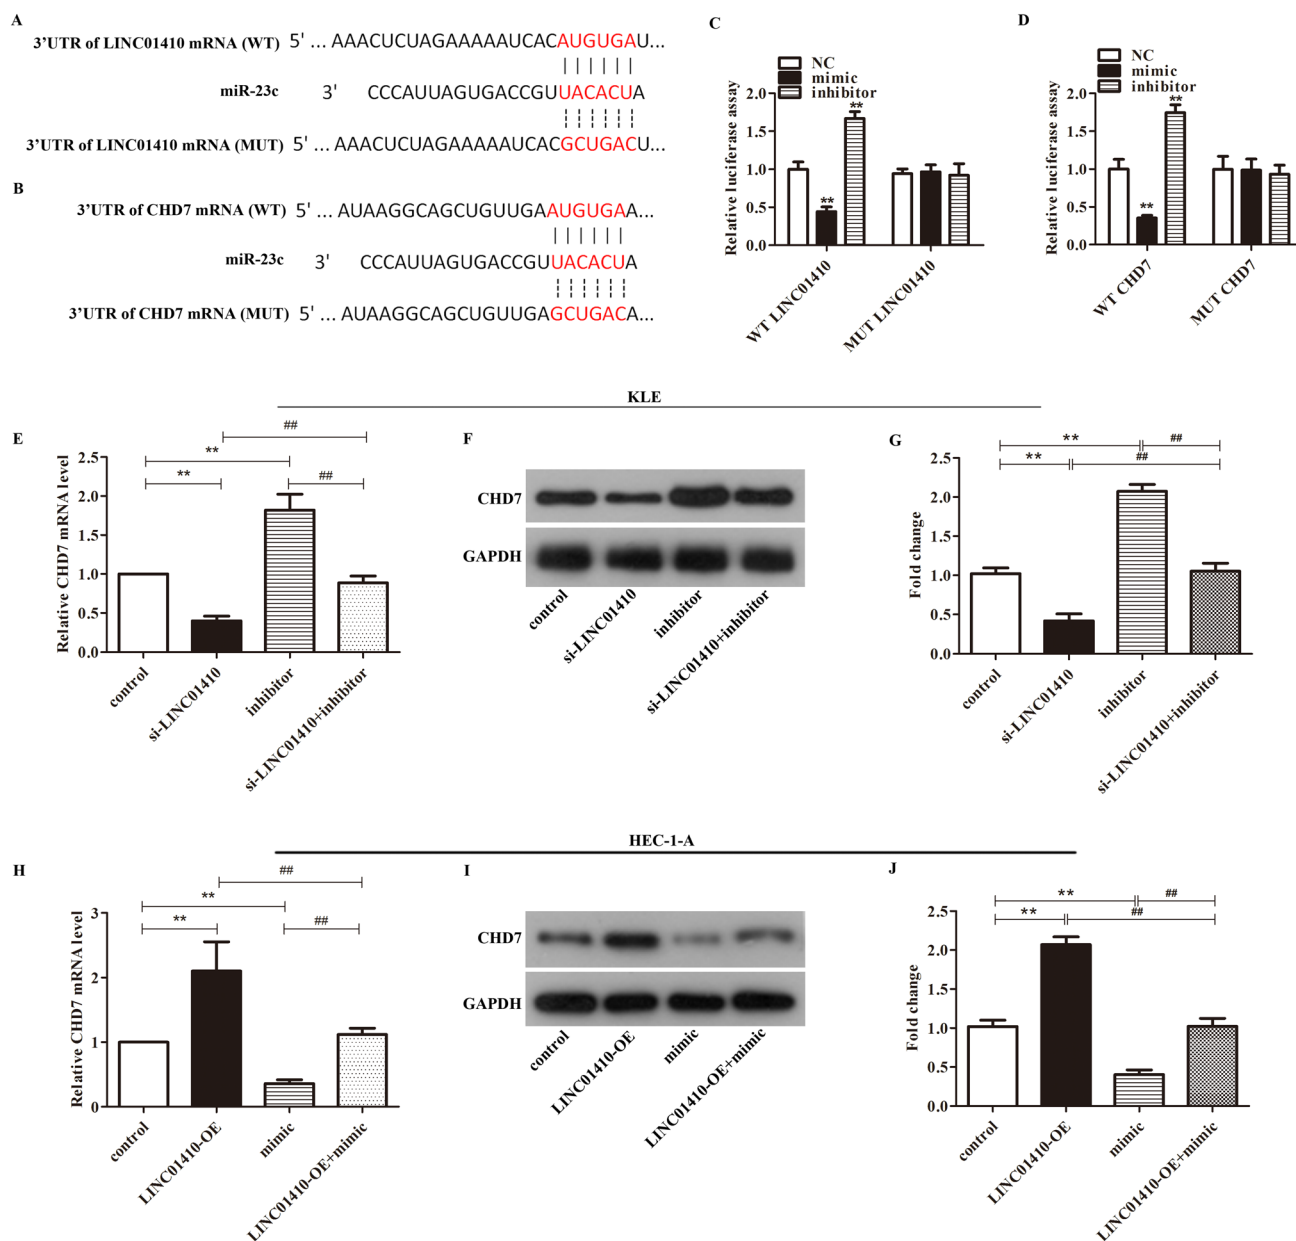 A
3'UTR of LINC01410 mRNA (WT) 5' ... AAACUCUAGAAAAAUCACAUGUGAU...
miR-23c 3' CCCAUUAGUGACCGUUACACUA
3'UTR of LINC01410 mRNA (MUT) 5' ... AAACUCUAGAAAAAUCACGCUGACU...
B
3'UTR of CHD7 mRNA (WT) 5' ... AUAAGGCAGCUGUUGAAUGUGAA...
miR-23c 3' CCCAUUAGUGACCGUUACACUA
3'UTR of CHD7 mRNA (MUT) 5' ... AUAAGGCAGCUGUUGAGCUGACA...
C
NC
mimic
inhibitor
Relative luciferase assay
2.0
1.5
1.0
0.5
0.0
**
**
WT LINC01410
MUT LINC01410
D
NC
mimic
inhibitor
Relative luciferase assay
2.0
1.5
1.0
0.5
0.0
**
**
WT CHD7
MUT CHD7
KLE
E
Relative CHD7 mRNA level
2.5
2.0
1.5
1.0
0.5
0.0
##
**
**
##
control
si-LINC01410
inhibitor
si-LINC01410+inhibitor
F
CHD7
GAPDH
control
si-LINC01410
inhibitor
si-LINC01410+inhibitor
G
Fold change
2.5
2.0
1.5
1.0
0.5
0.0
**
##
**
##
control
si-LINC01410
inhibitor
si-LINC01410+inhibitor
HEC-1-A
H
Relative CHD7 mRNA level
3
2
1
0
##
**
**
##
control
LINC01410-OE
mimic
LINC01410-OE+mimic
I
CHD7
GAPDH
control
LINC01410-OE
mimic
LINC01410-OE+mimic
J
Fold change
2.5
2.0
1.5
1.0
0.5
0.0
**
##
**
##
control
LINC01410-OE
mimic
LINC01410-OE+mimic